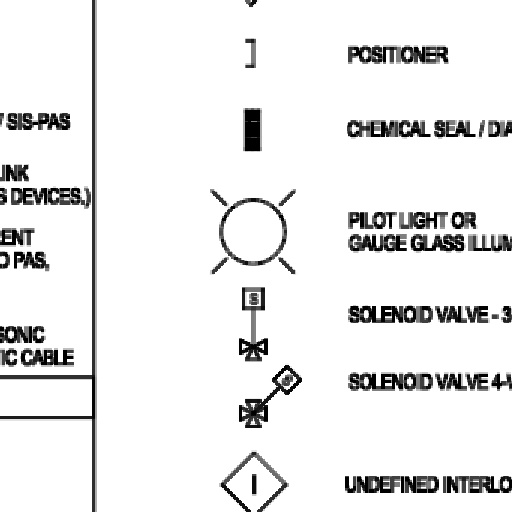 SIS-PAS
LINK
S DEVICES.)
RENT
O PAS,
SONIC
IC CABLE
POSITIONER
CHEMICAL SEAL / DIA
PILOT LIGHT OR
GAUGE GLASS ILLUM
S
SOLENOID VALVE - 3
S
SOLENOID VALVE 4-W
I
UNDEFINED INTERLO